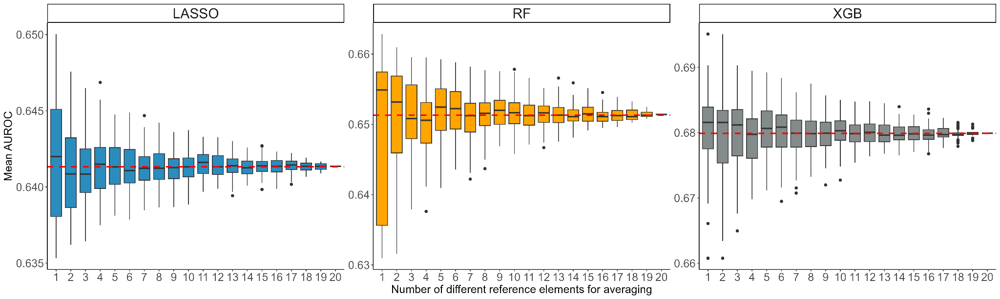 LASSO RF XGB
Mean AUROC
0.650
0.645
0.640
0.635
0.66
0.65
0.64
0.63
0.69
0.68
0.67
0.66
1 2 3 4 5 6 7 8 9 10 11 12 13 14 15 16 17 18 19 20
1 2 3 4 5 6 7 8 9 10 11 12 13 14 15 16 17 18 19 20
1 2 3 4 5 6 7 8 9 10 11 12 13 14 15 16 17 18 19 20
Number of different reference elements for averaging